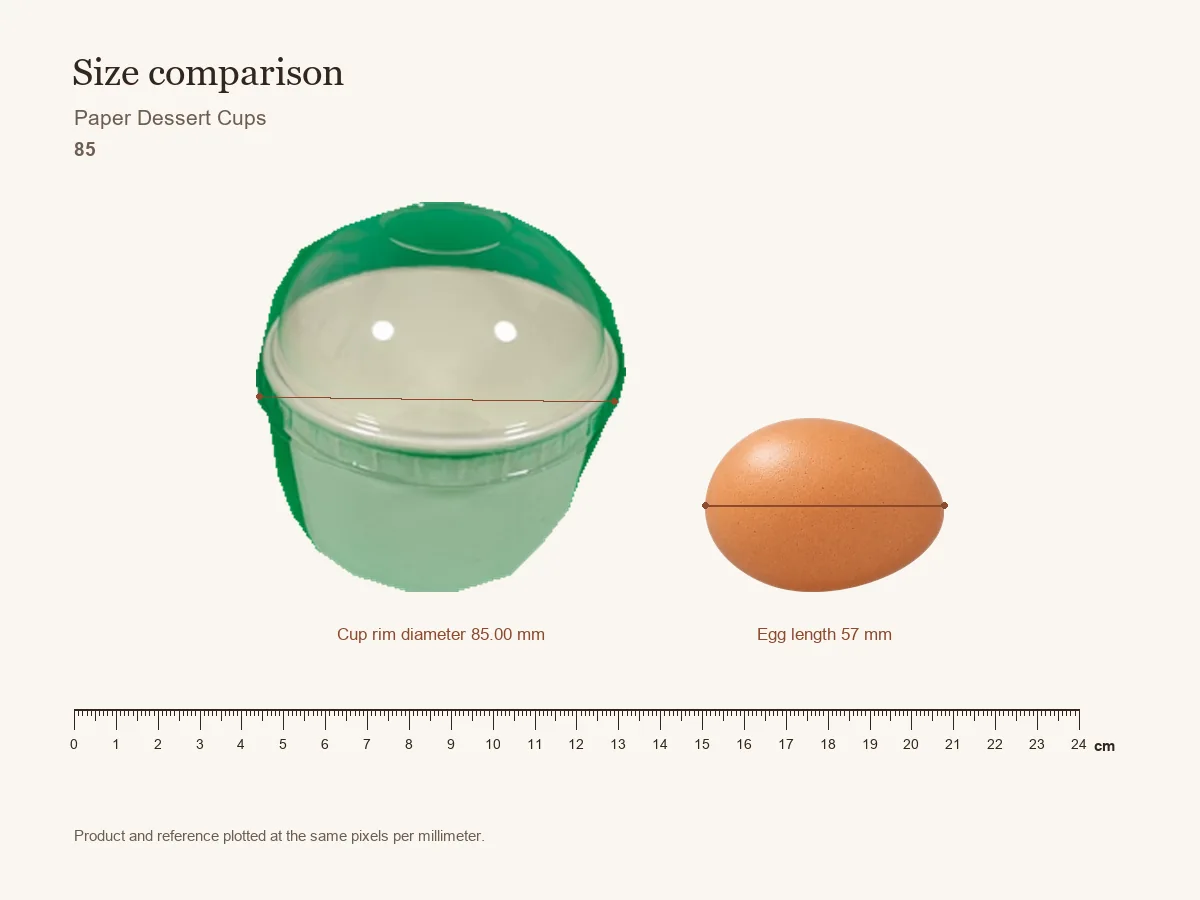 Size comparison
Paper Dessert Cups
85
Cup rim diameter 85.00 mm
Egg length 57 mm
0 1 2 3 4 5 6 7 8 9 10 11 12 13 14 15 16 17 18 19 20 21 22 23 24 cm
Product and reference plotted at the same pixels per millimeter.